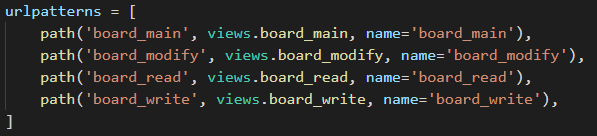 urlpatterns = [
    path('board_main', views.board_main, name='board_main'),
    path('board_modify', views.board_modify, name='board_modify'),
    path('board_read', views.board_read, name='board_read'),
    path('board_write', views.board_write, name='board_write'),
]